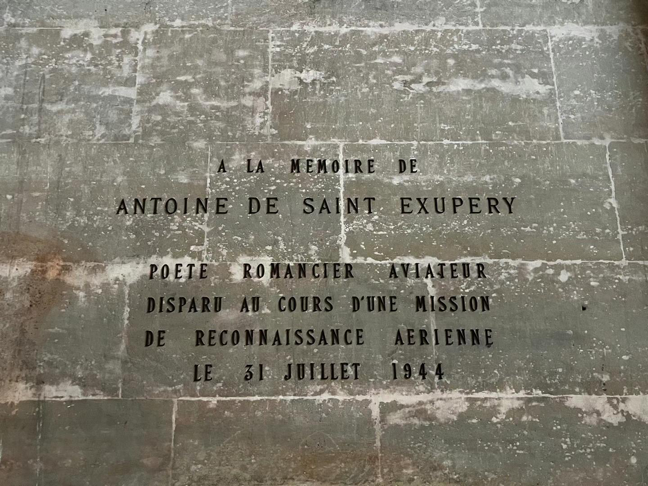 A LA MEMOIRE DE
ANTOINE DE SAINT EXUPERY
POETE ROMANCIER AVIATEUR
DISPARU AU COURS D'UNE MISSION
DE RECONNAISSANCE AERIENNE
LE 31 JUILLET 1944